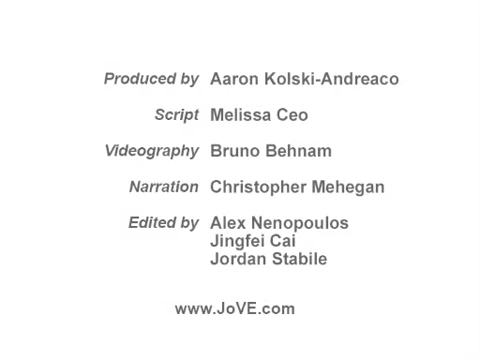 Produced by Aaron Kolski-Andreaco
Script Melissa Ceo
Videography Bruno Behnam
Narration Christopher Mehegan
Edited by Alex Nenopoulos
Jingfei Cai
Jordan Stabile
www.JoVE.com